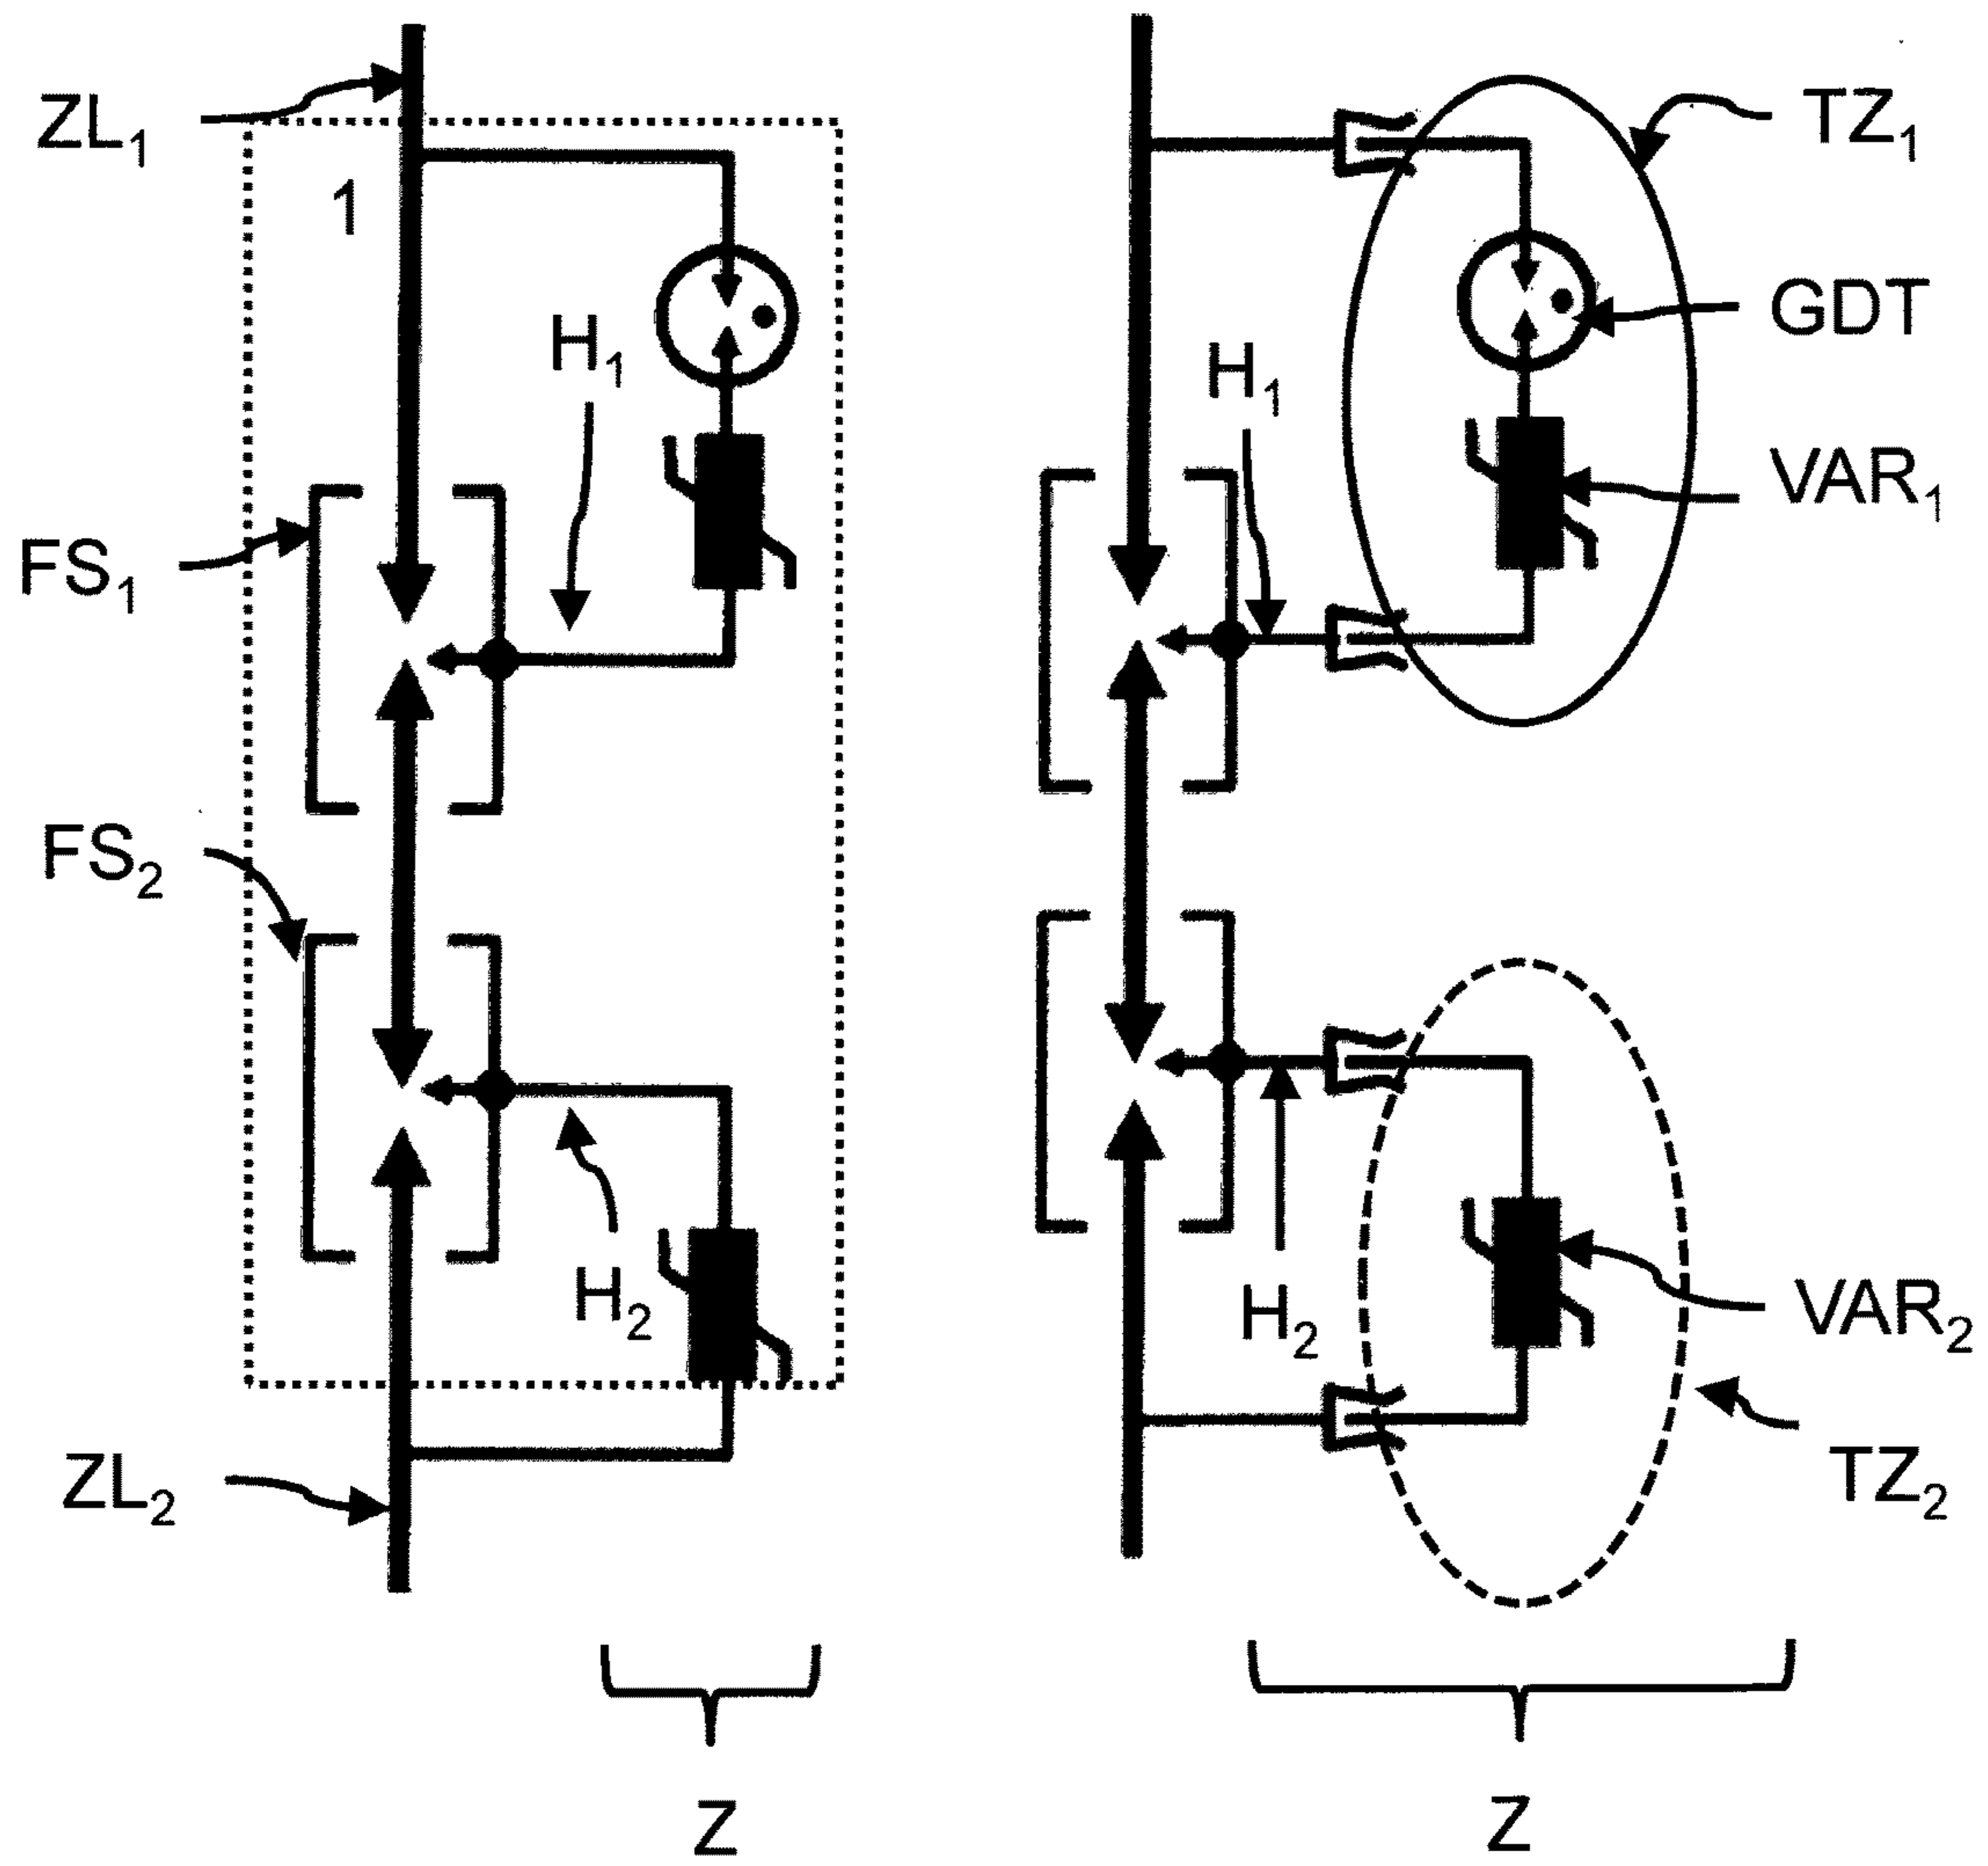 ZL₁
1
H₁
FS₁
FS₂
H₂
ZL₂
Z
TZ₁
GDT
H₁
VAR₁
H₂
VAR₂
TZ₂
Z